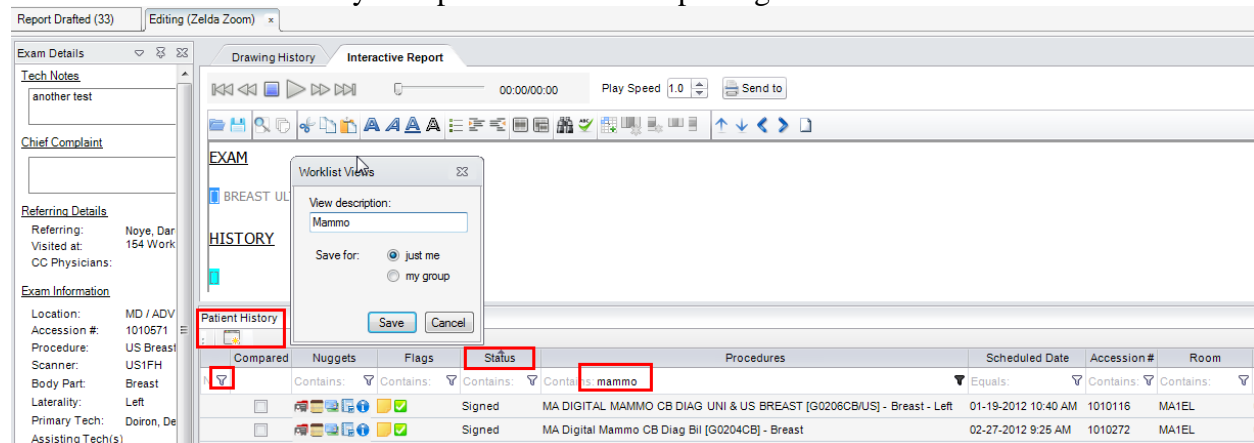 Report Drafted (33)
Editing (Zelda Zoom) x
Exam Details
Drawing History
Interactive Report
Tech Notes
another test
00:00/00:00
Play Speed
1.0
Send to
Chief Complaint
EXAM
BREAST UL
HISTORY
Worklist Views
View description:
Mammo
Save for:
just me
my group
Save
Cancel
Referring Details
Referring: Noye, Dar
Visited at: 154 Work
CC Physicians:
Exam Information
Location: MD / ADV
Accession #: 1010571
Procedure: US Breast
Scanner: US1FH
Body Part: Breast
Laterality: Left
Primary Tech: Doiron, De
Assisting Tech(s)
Patient History
Compared Nuggets Flags Status Procedures Scheduled Date Accession # Room
Contains: Contains: Contains: Contains: mammo Equals: Contains: Contains:
Signed MA DIGITAL MAMMO CB DIAG UNI & US BREAST [G0206CB/US] - Breast - Left 01-19-2012 10:40 AM 1010116 MA1EL
Signed MA Digital Mammo CB Diag Bil [G0204CB] - Breast 02-27-2012 9:25 AM 1010272 MA1EL